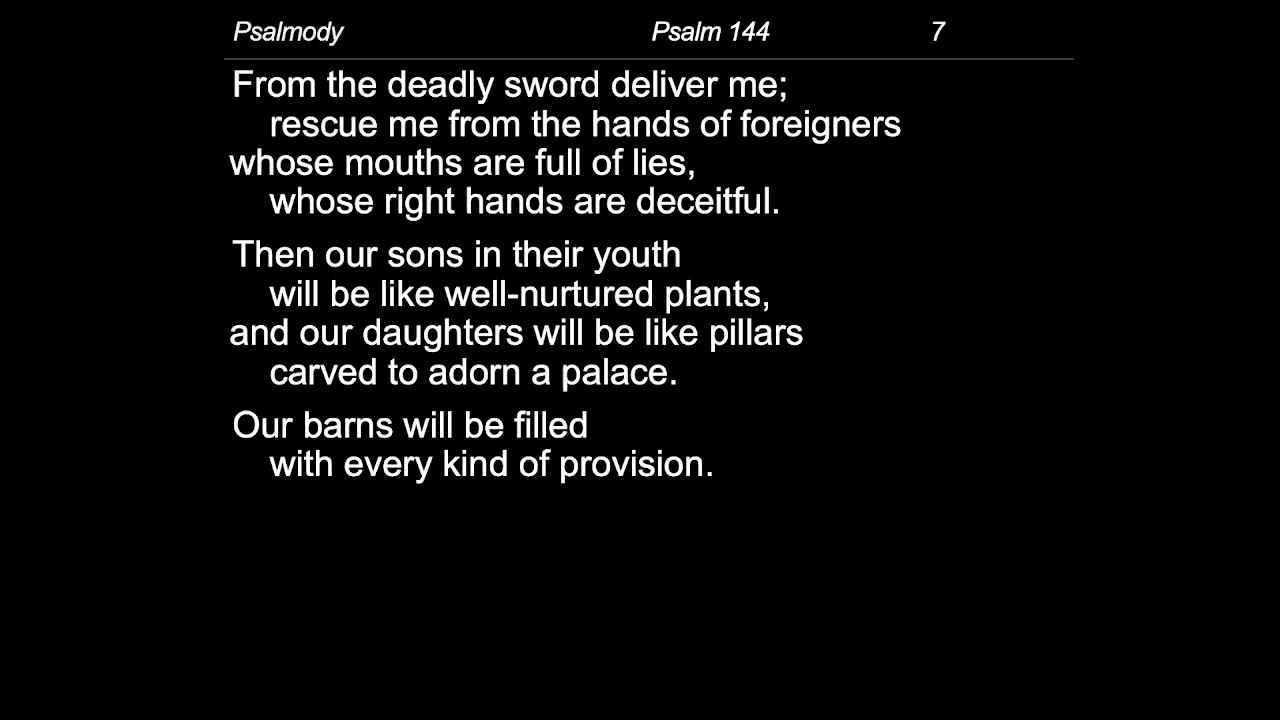 Psalmody Psalm 144 7
From the deadly sword deliver me;
rescue me from the hands of foreigners
whose mouths are full of lies,
whose right hands are deceitful.
Then our sons in their youth
will be like well-nurtured plants,
and our daughters will be like pillars
carved to adorn a palace.
Our barns will be filled
with every kind of provision.